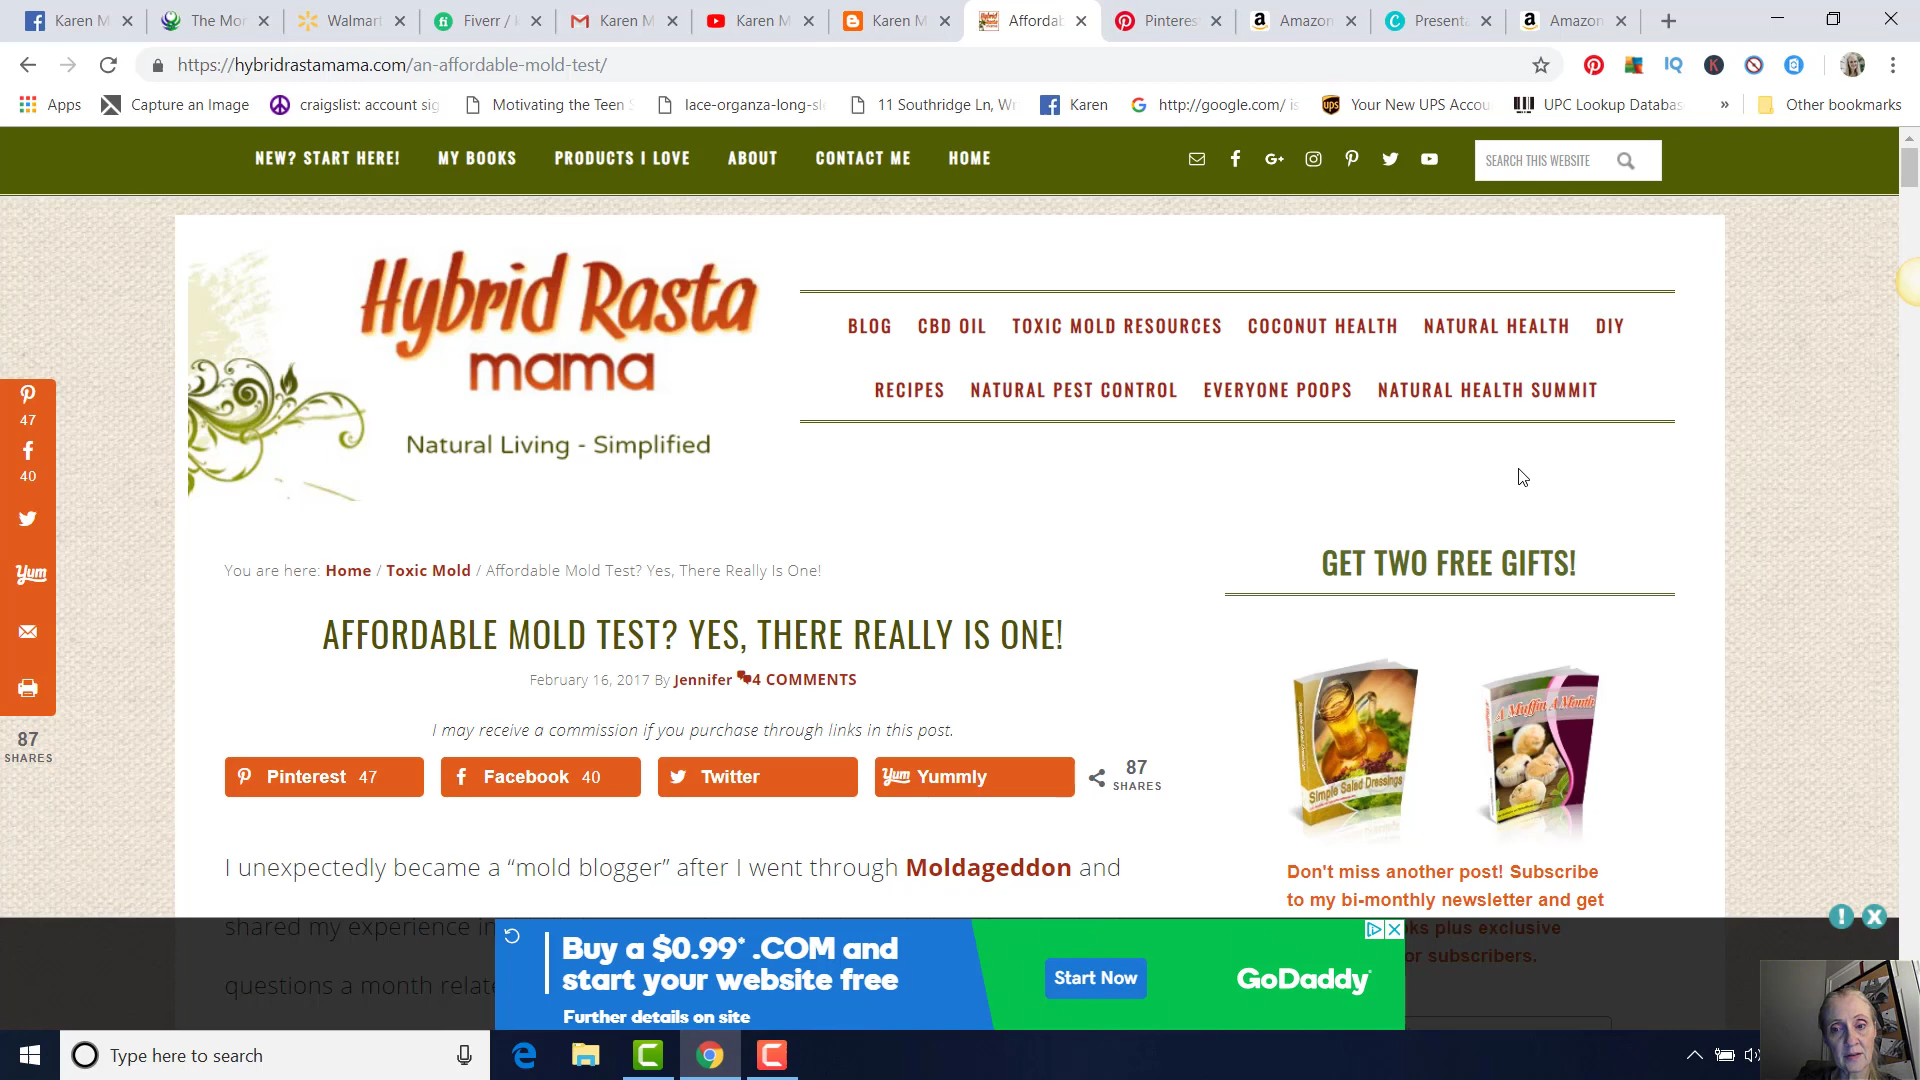 Karen M
The Mor
Walmart
Fiverr /
Karen M
Karen M
Karen M
Affordab
Pinteres
Amazon
Presenta
Amazon
https://hybridrastamama.com/an-affordable-mold-test/
Apps
Capture an Image
craigslist: account sig
Motivating the Teen
lace-organza-long-sle
11 Southridge Ln, Wr
Karen
http://google.com/ is
Your New UPS Accou
UPC Lookup Databas
»
Other bookmarks
NEW? START HERE!
MY BOOKS
PRODUCTS I LOVE
ABOUT
CONTACT ME
HOME
SEARCH THIS WEBSITE
Hybrid Rasta
mama
Natural Living - Simplified
BLOG CBD OIL TOXIC MOLD RESOURCES COCONUT HEALTH NATURAL HEALTH DIY
RECIPES NATURAL PEST CONTROL EVERYONE POOPS NATURAL HEALTH SUMMIT
47
40
Yum
87
SHARES
You are here: Home / Toxic Mold / Affordable Mold Test? Yes, There Really Is One!
AFFORDABLE MOLD TEST? YES, THERE REALLY IS ONE!
February 16, 2017 By Jennifer 4 COMMENTS
I may receive a commission if you purchase through links in this post.
Pinterest 47
Facebook 40
Twitter
Yum Yummly
87
SHARES
I unexpectedly became a “mold blogger” after I went through Moldageddon and
shared my experience in
questions a month relate
GET TWO FREE GIFTS!
Simple Salad Dressings
A Muffin A Month
Don't miss another post! Subscribe
to my bi-monthly newsletter and get
ks plus exclusive
or subscribers.
Buy a $0.99* .COM and
start your website free
Further details on site
Start Now
GoDaddy
Type here to search